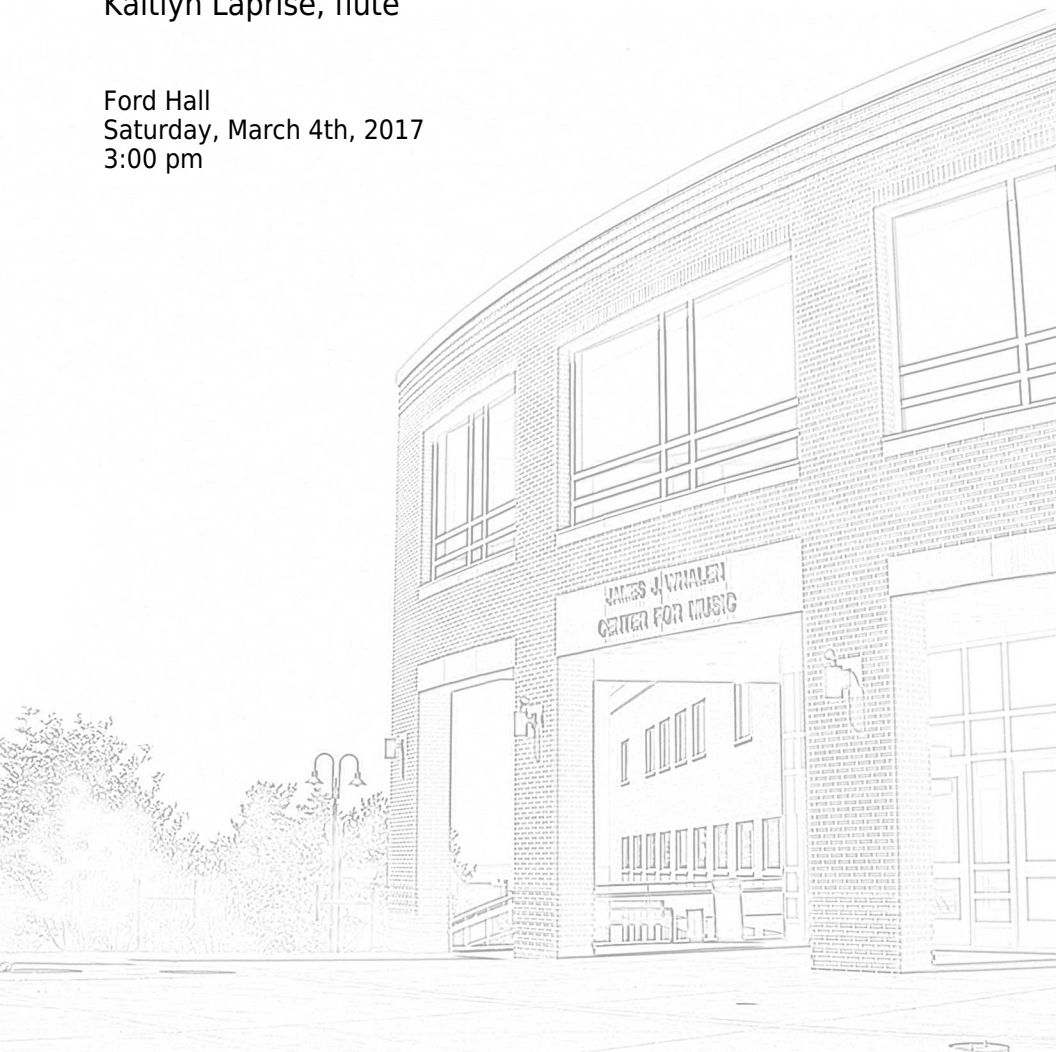 Kaitlyn Laprise, flute
Ford Hall
Saturday, March 4th, 2017
3:00 pm
JAMES J. WHALEN
CENTER FOR MUSIC